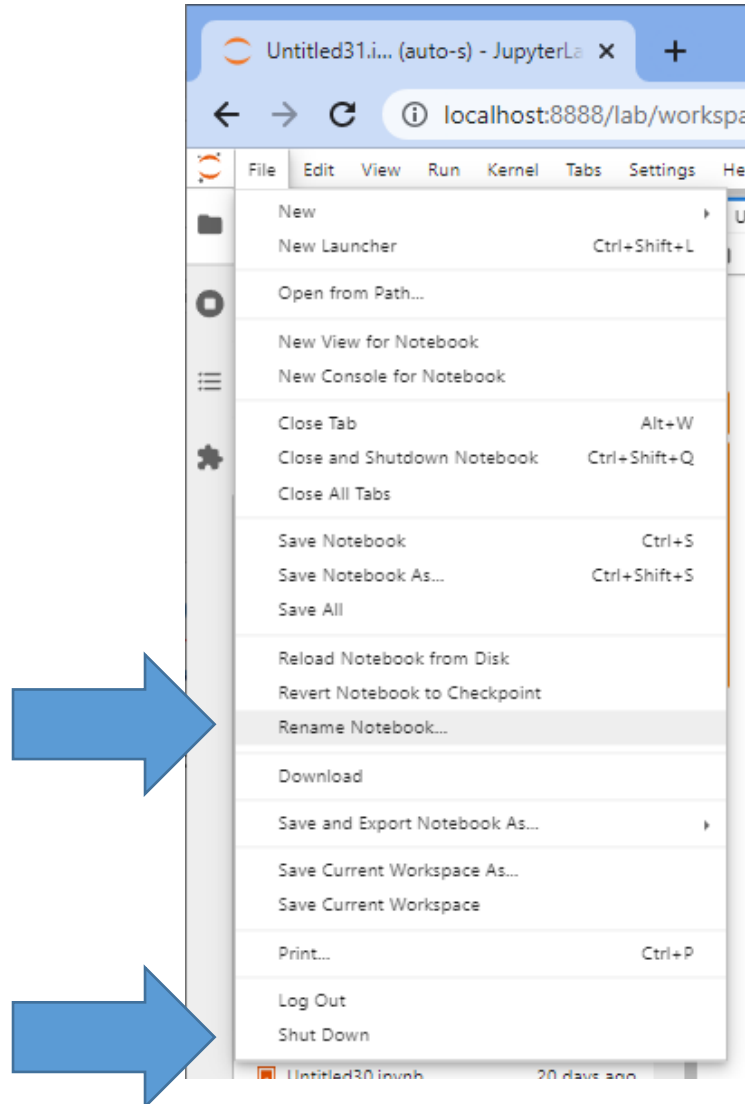 Untitled31.i... (auto-s) - JupyterLa
localhost:8888/lab/workspa
File Edit View Run Kernel Tabs Settings He
New
New Launcher Ctrl+Shift+L
Open from Path...
New View for Notebook
New Console for Notebook
Close Tab Alt+W
Close and Shutdown Notebook Ctrl+Shift+Q
Close All Tabs
Save Notebook Ctrl+S
Save Notebook As... Ctrl+Shift+S
Save All
Reload Notebook from Disk
Revert Notebook to Checkpoint
Rename Notebook...
Download
Save and Export Notebook As...
Save Current Workspace As...
Save Current Workspace
Print... Ctrl+P
Log Out
Shut Down
Untitled30.ipynb 20 days ago